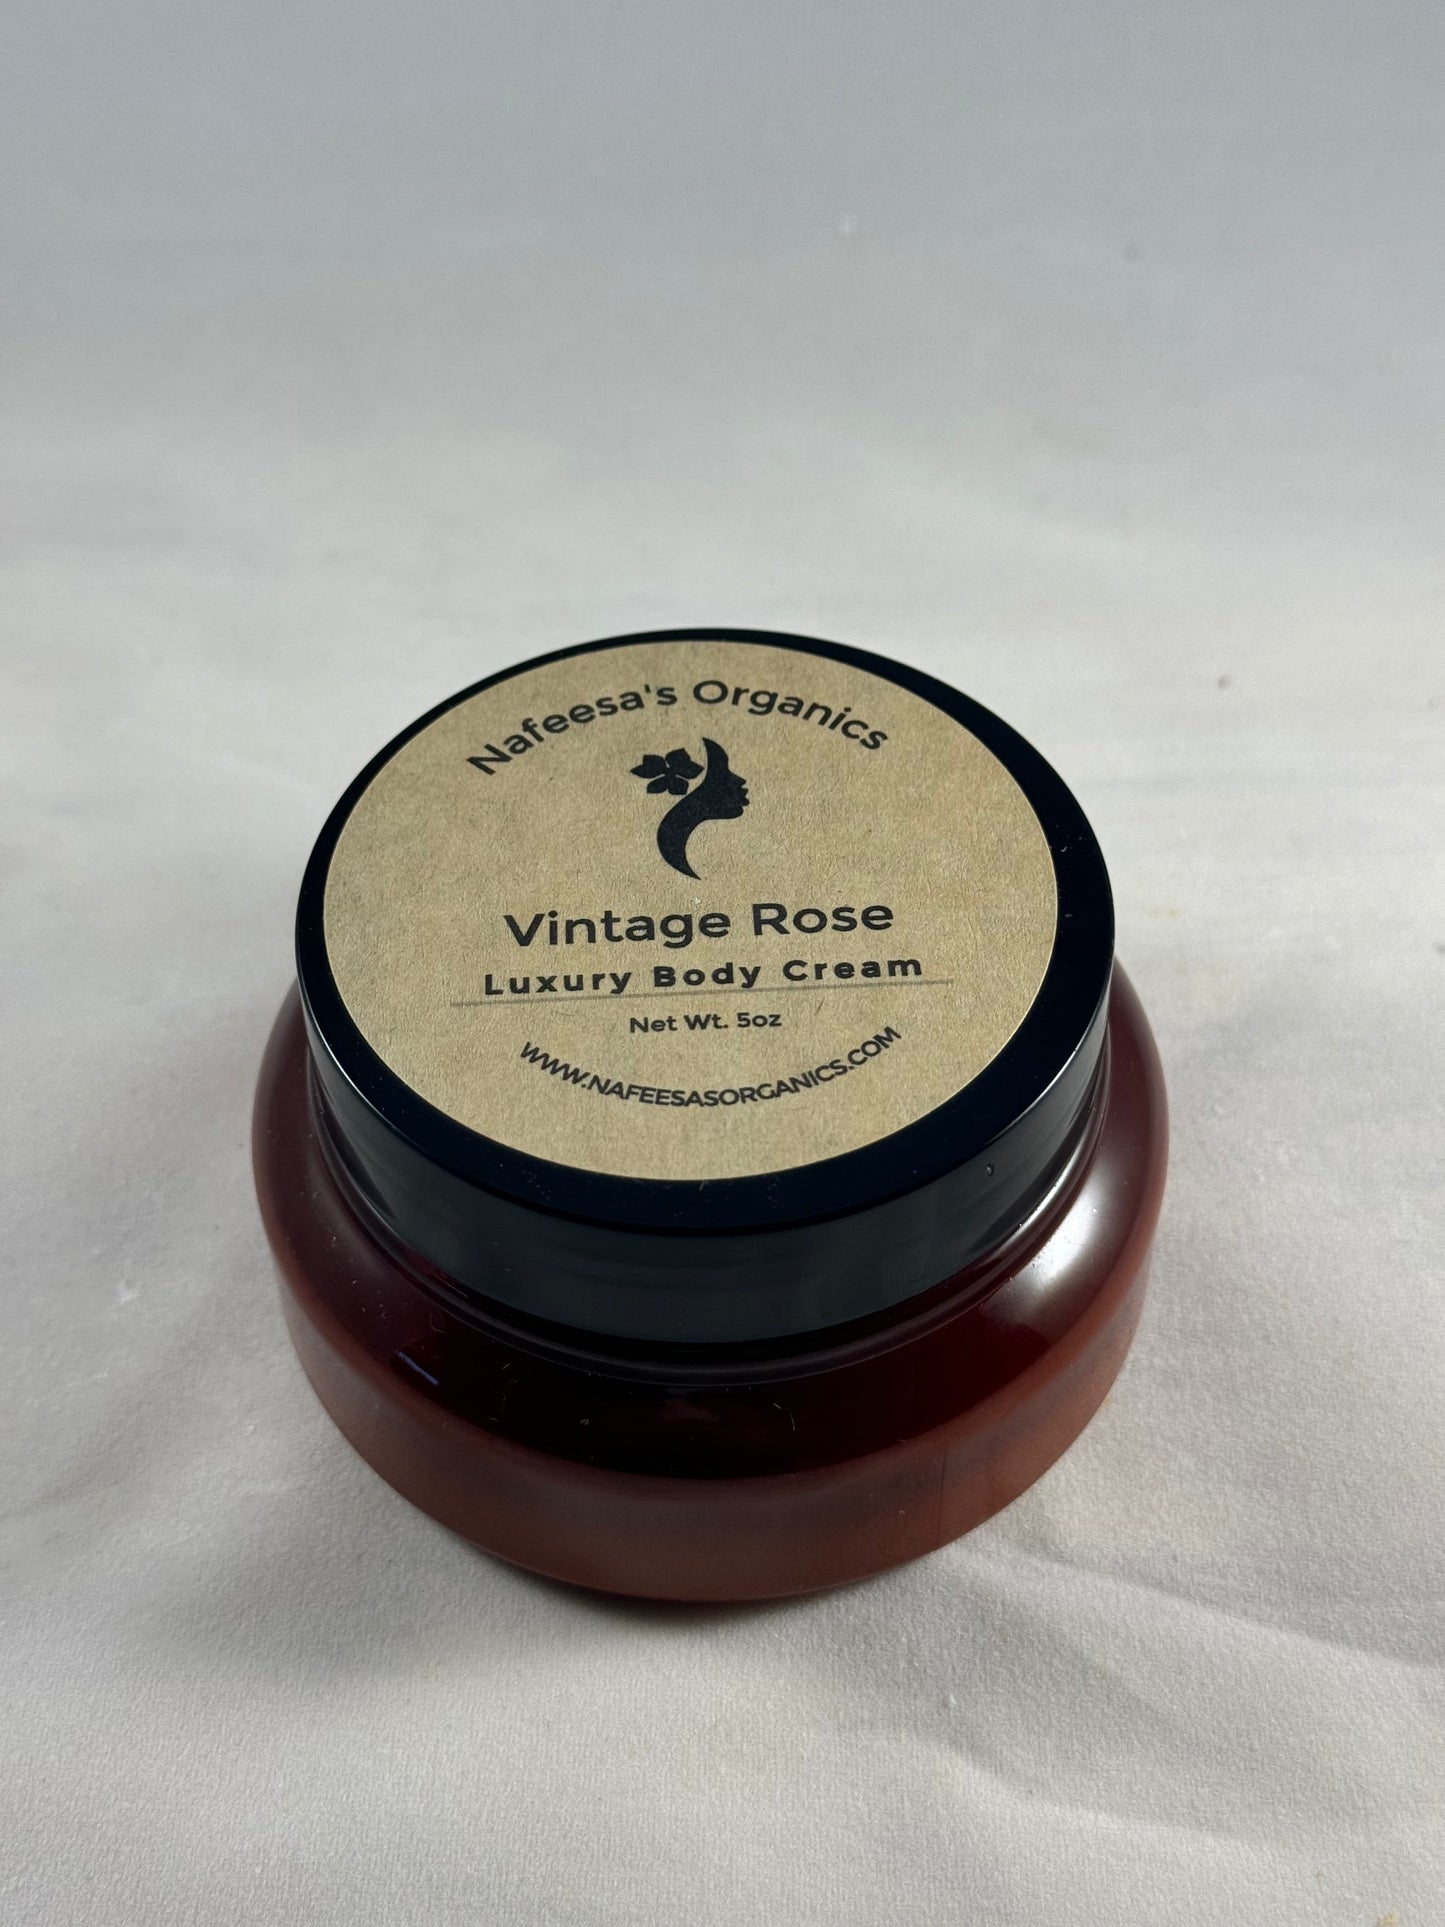 Nafeesa's Organics
Vintage Rose
Luxury Body Cream
Net Wt. 5oz
WWW.NAFEESASORGANICS.COM